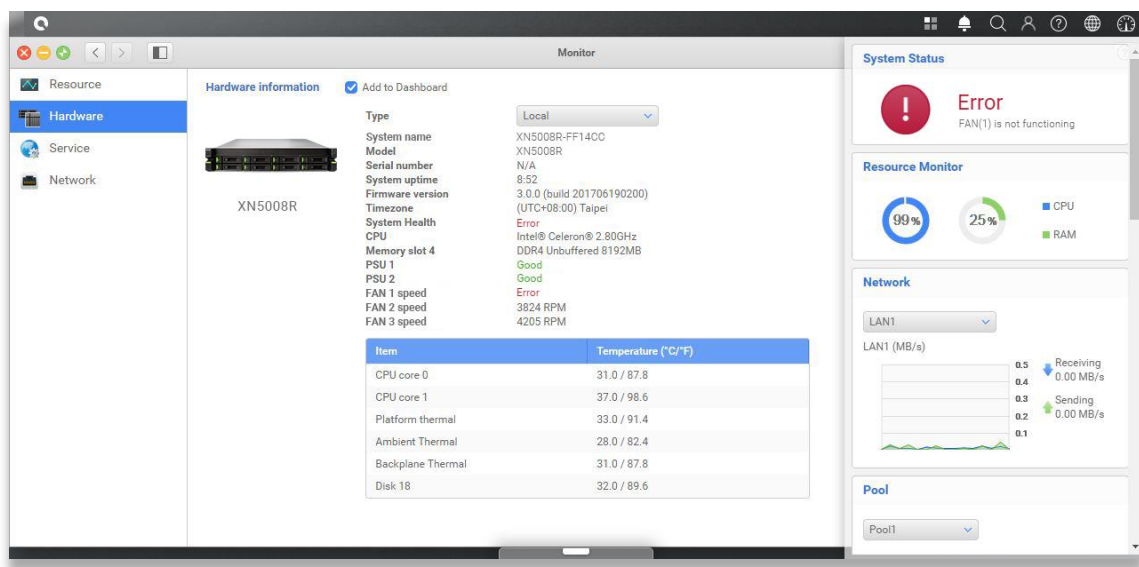 Monitor
Resource
Hardware
Service
Network
Hardware information
Add to Dashboard
XN5008R
Type Local
System name XN5008R-FF14CC
Model XN5008R
Serial number N/A
System uptime 8:52
Firmware version 3.0.0 (build 201706190200)
Timezone (UTC+08:00) Taipei
System Health Error
CPU Intel® Celeron® 2.80GHz
Memory slot 4 DDR4 Unbuffered 8192MB
PSU 1 Good
PSU 2 Good
FAN 1 speed Error
FAN 2 speed 3824 RPM
FAN 3 speed 4205 RPM
Item Temperature (°C/°F)
CPU core 0 31.0 / 87.8
CPU core 1 37.0 / 98.6
Platform thermal 33.0 / 91.4
Ambient Thermal 28.0 / 82.4
Backplane Thermal 31.0 / 87.8
Disk 18 32.0 / 89.6
System Status
Error
FAN(1) is not functioning
Resource Monitor
99%
25%
CPU
RAM
Network
LAN1
LAN1 (MB/s)
0.5
0.4
0.3
0.2
0.1
Receiving
0.00 MB/s
Sending
0.00 MB/s
Pool
Pool1